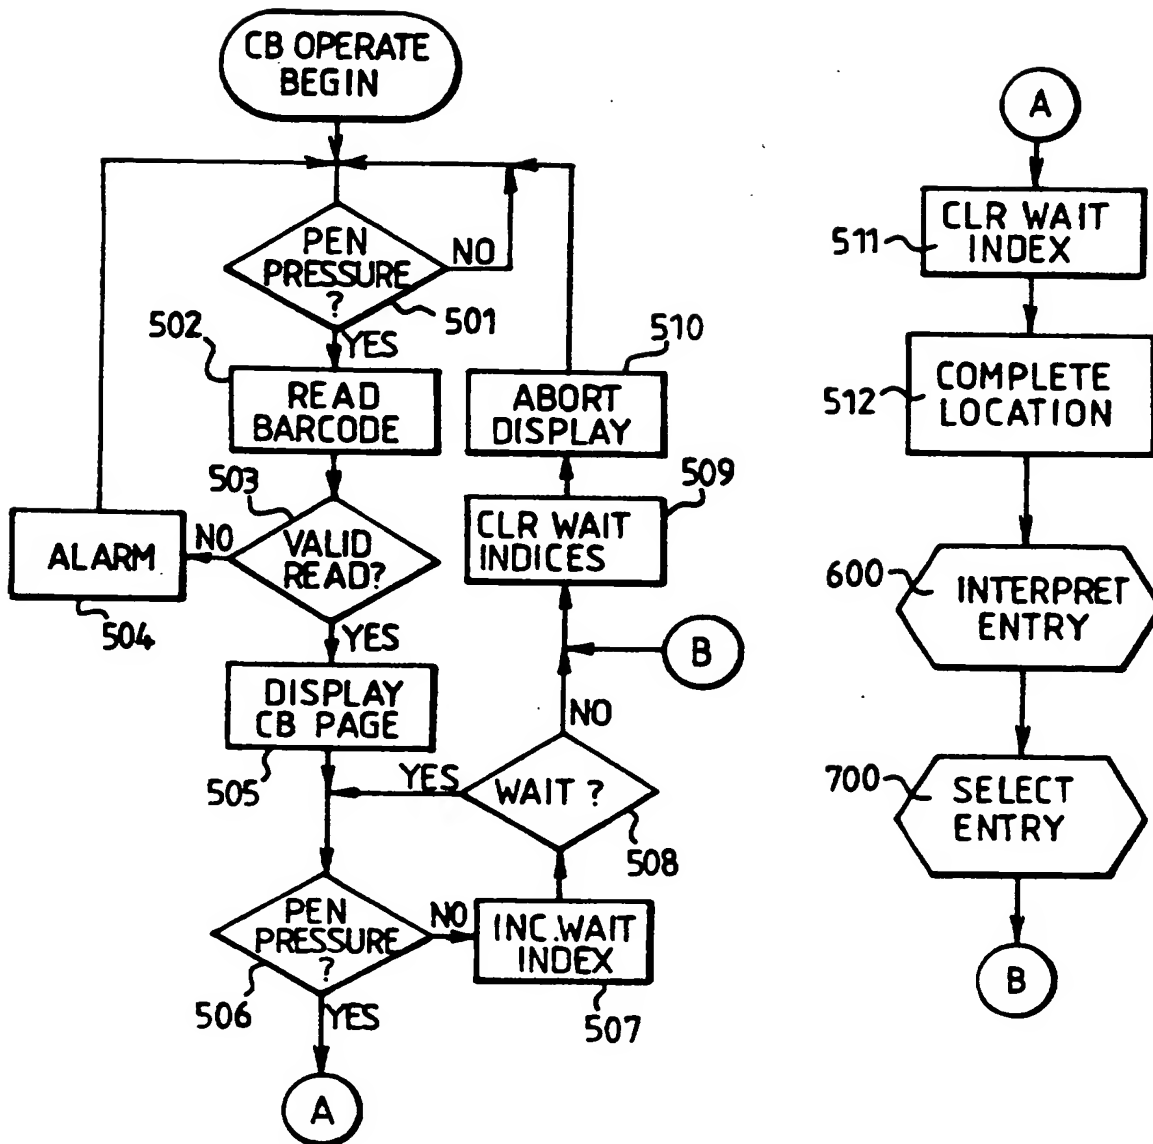 CB OPERATE
BEGIN
PEN
PRESSURE
?
NO
501
YES
502
READ
BARCODE
503
VALID
READ?
NO
ALARM
504
YES
DISPLAY
CB PAGE
505
PEN
PRESSURE
?
506
NO
YES
A
INC. WAIT
INDEX
507
WAIT ?
508
YES
NO
B
CLR WAIT
INDICES
509
ABORT
DISPLAY
510
A
CLR WAIT
INDEX
511
COMPLETE
LOCATION
512
INTERPRET
ENTRY
600
SELECT
ENTRY
700
B